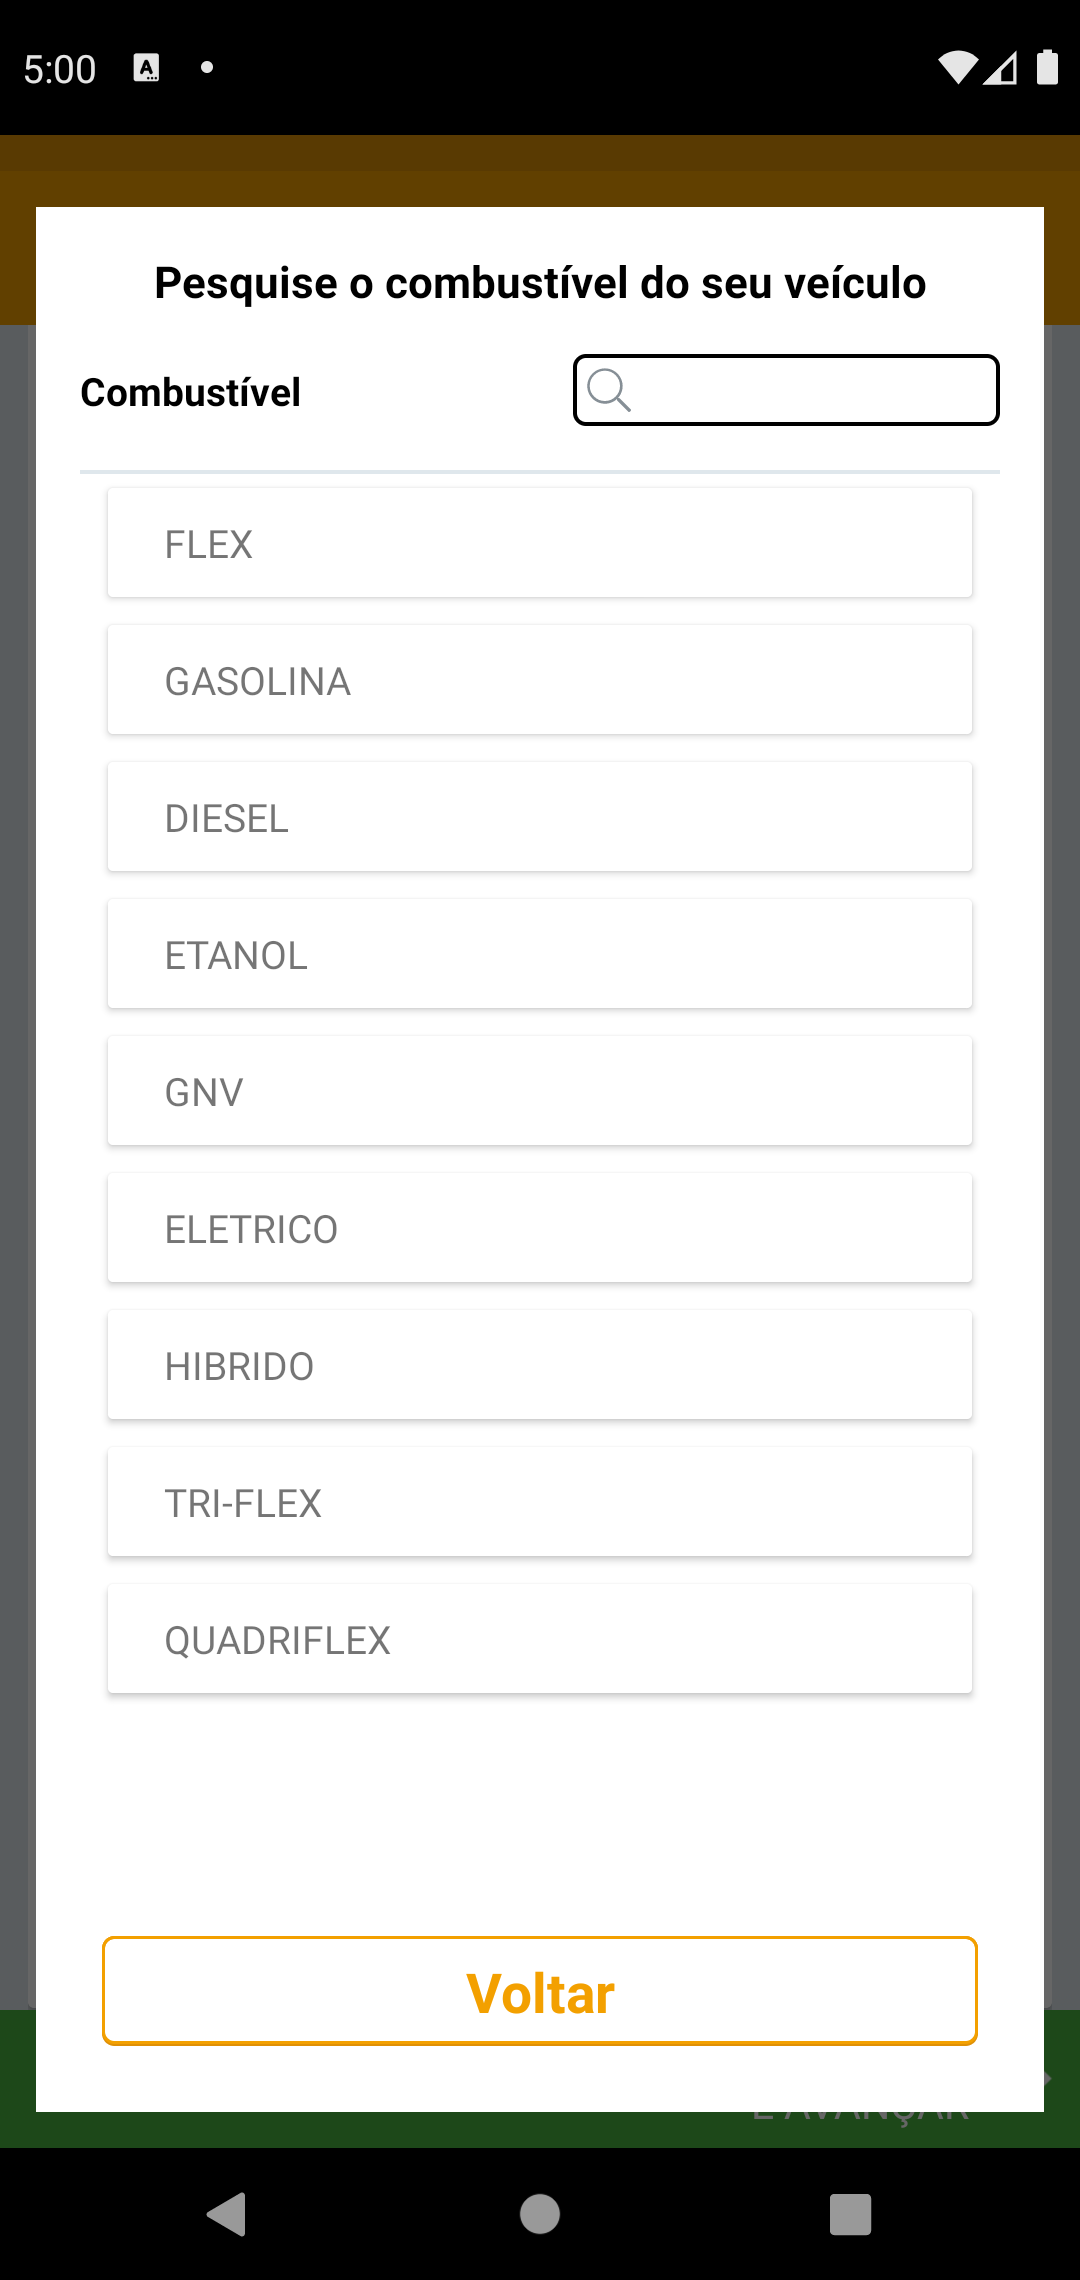 5:00
Pesquise o combustível do seu veículo
Combustível
FLEX
GASOLINA
DIESEL
ETANOL
GNV
ELETRICO
HIBRIDO
TRI-FLEX
QUADRIFLEX
Voltar
E AVANÇAR